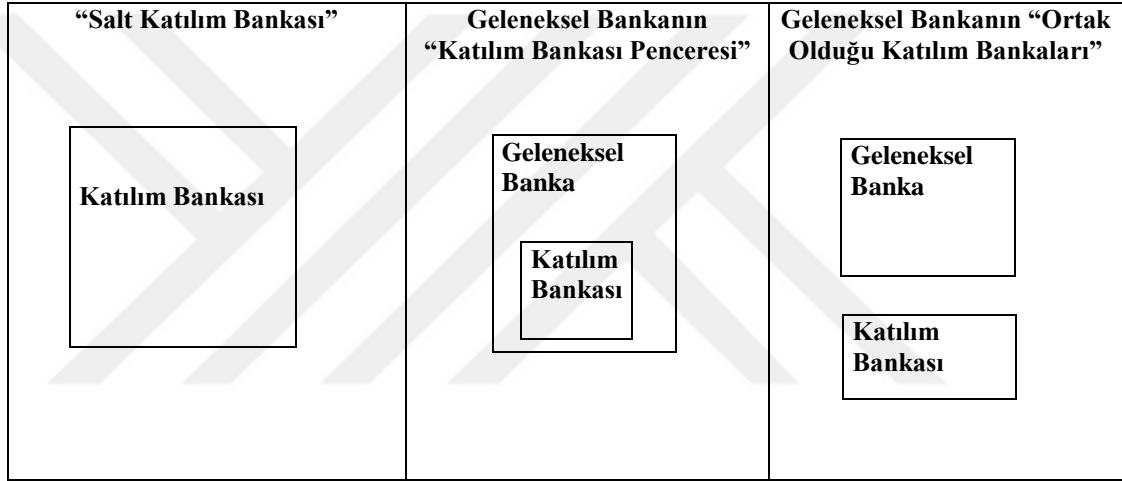 “Salt Katılım Bankası”
Katılım Bankası
Geleneksel Bankanın
“Katılım Bankası Penceresi”
Geleneksel
Banka
Katılım
Bankası
Geleneksel Bankanın “Ortak
Olduğu Katılım Bankaları”
Geleneksel
Banka
Katılım
Bankası